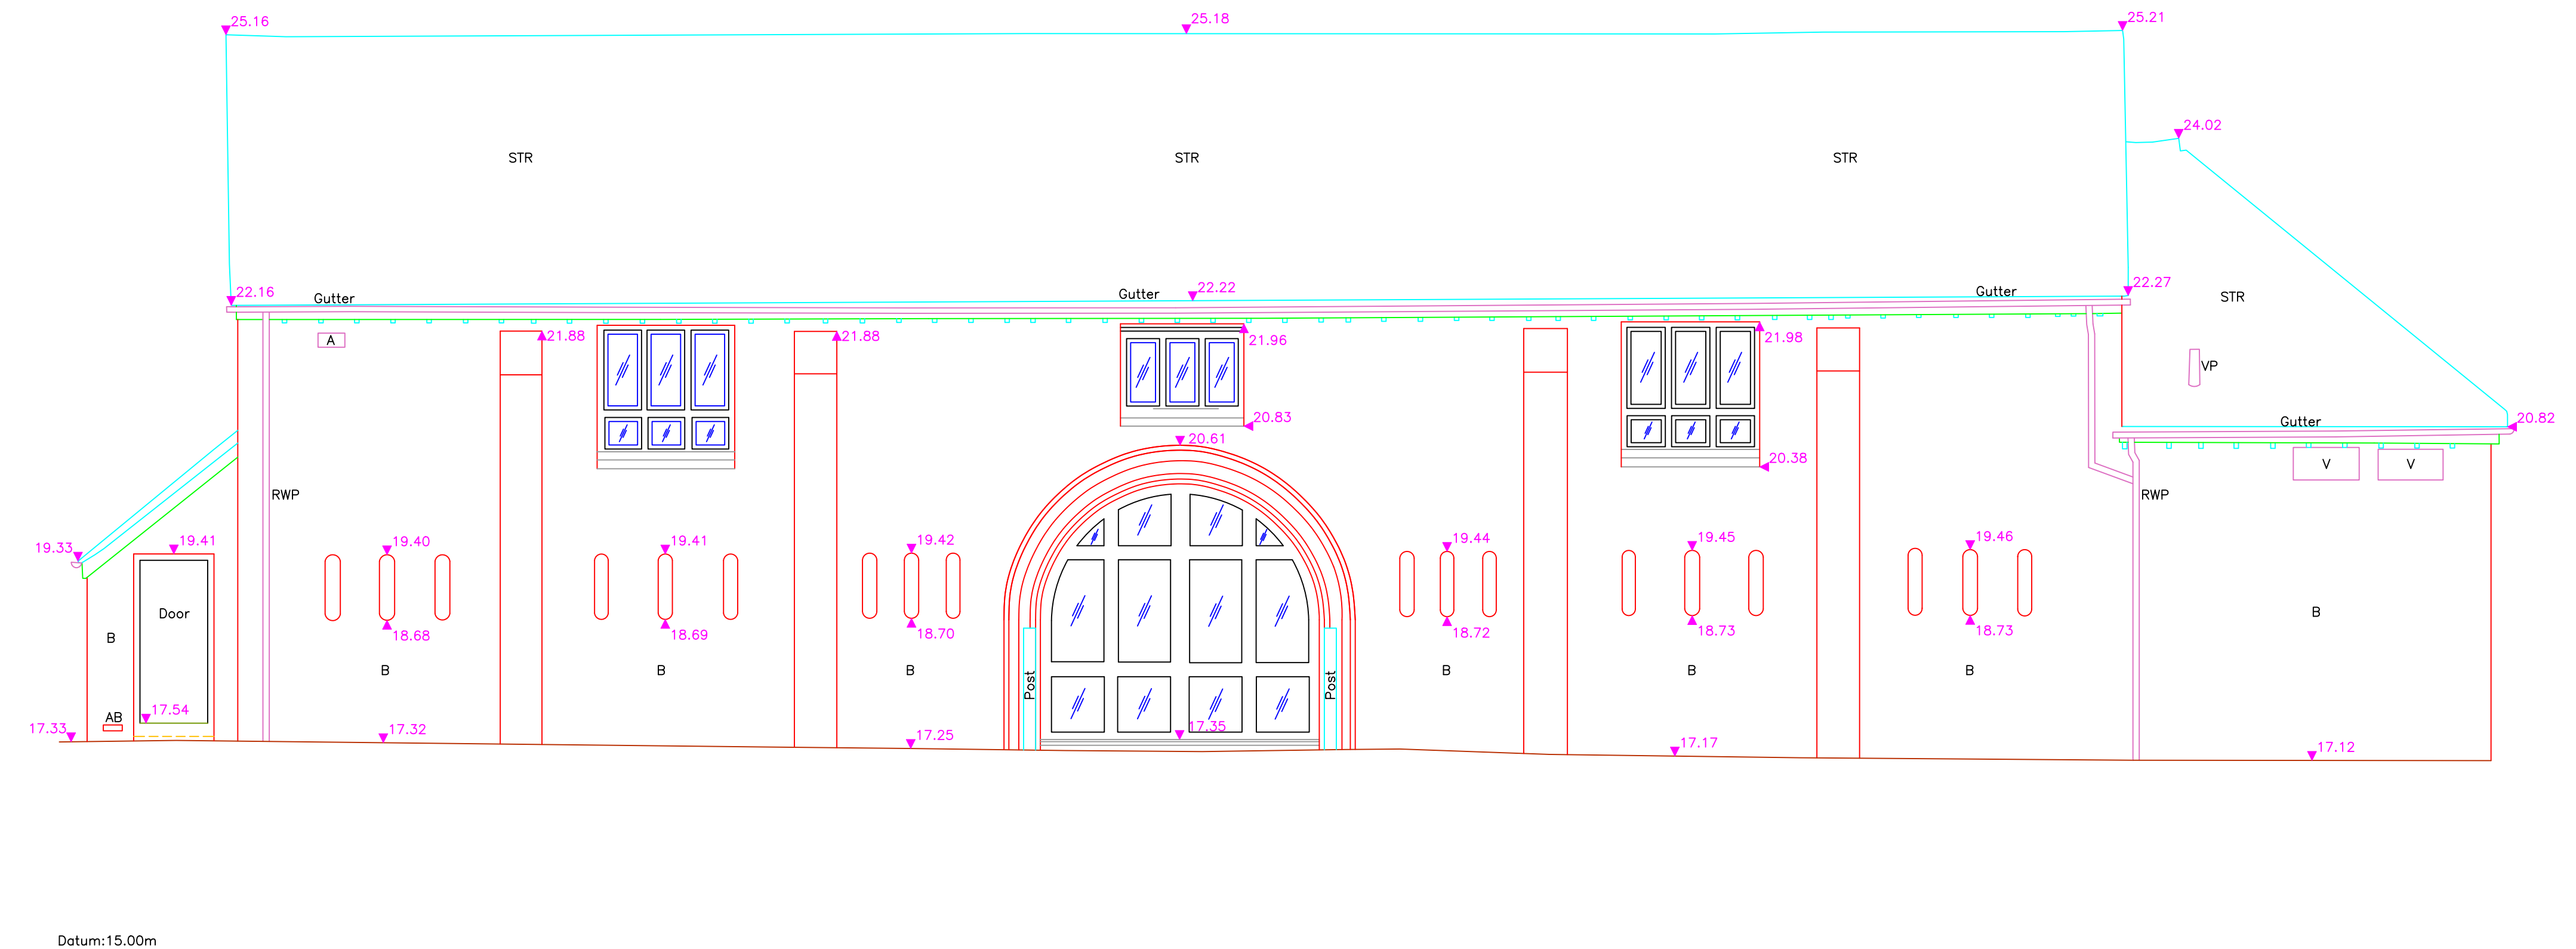 25.16
25.18
25.21
24.02
STR
STR
STR
22.16
Gutter
Gutter
22.22
Gutter
22.27
STR
A
21.88
21.88
21.96
21.98
VP
20.83
Gutter
20.82
20.61
20.38
V
V
RWP
RWP
19.33
19.41
19.40
19.41
19.42
19.44
19.45
19.46
Door
B
18.68
18.69
18.70
18.72
18.73
18.73
B
B
B
B
Post
Post
B
B
B
AB
17.54
17.33
17.32
17.25
17.35
17.17
17.12
Datum:15.00m